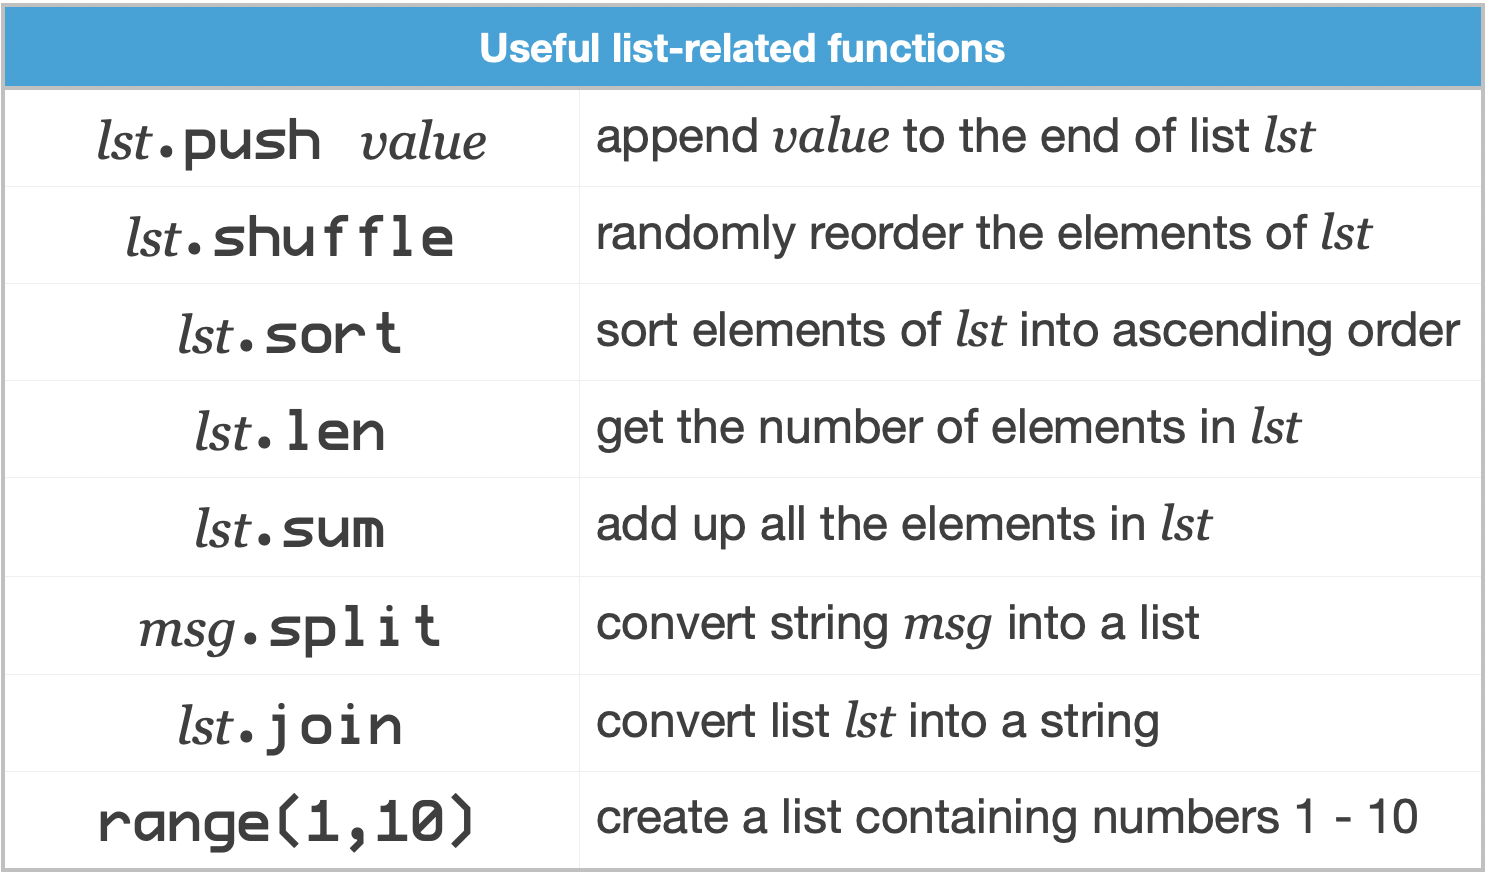 Useful list-related functions
lst.push value append value to the end of list lst
lst.shuffle randomly reorder the elements of lst
lst.sort sort elements of lst into ascending order
lst.len get the number of elements in lst
lst.sum add up all the elements in lst
msg.split convert string msg into a list
lst.join convert list lst into a string
range(1,10) create a list containing numbers 1 - 10